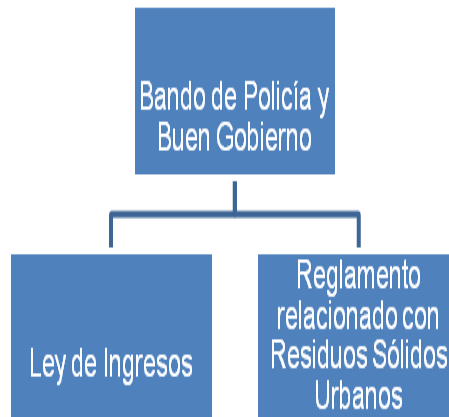 Bando de Policía y
Buen Gobierno
Ley de Ingresos
Reglamento
relacionado con
Residuos Sólidos
Urbanos